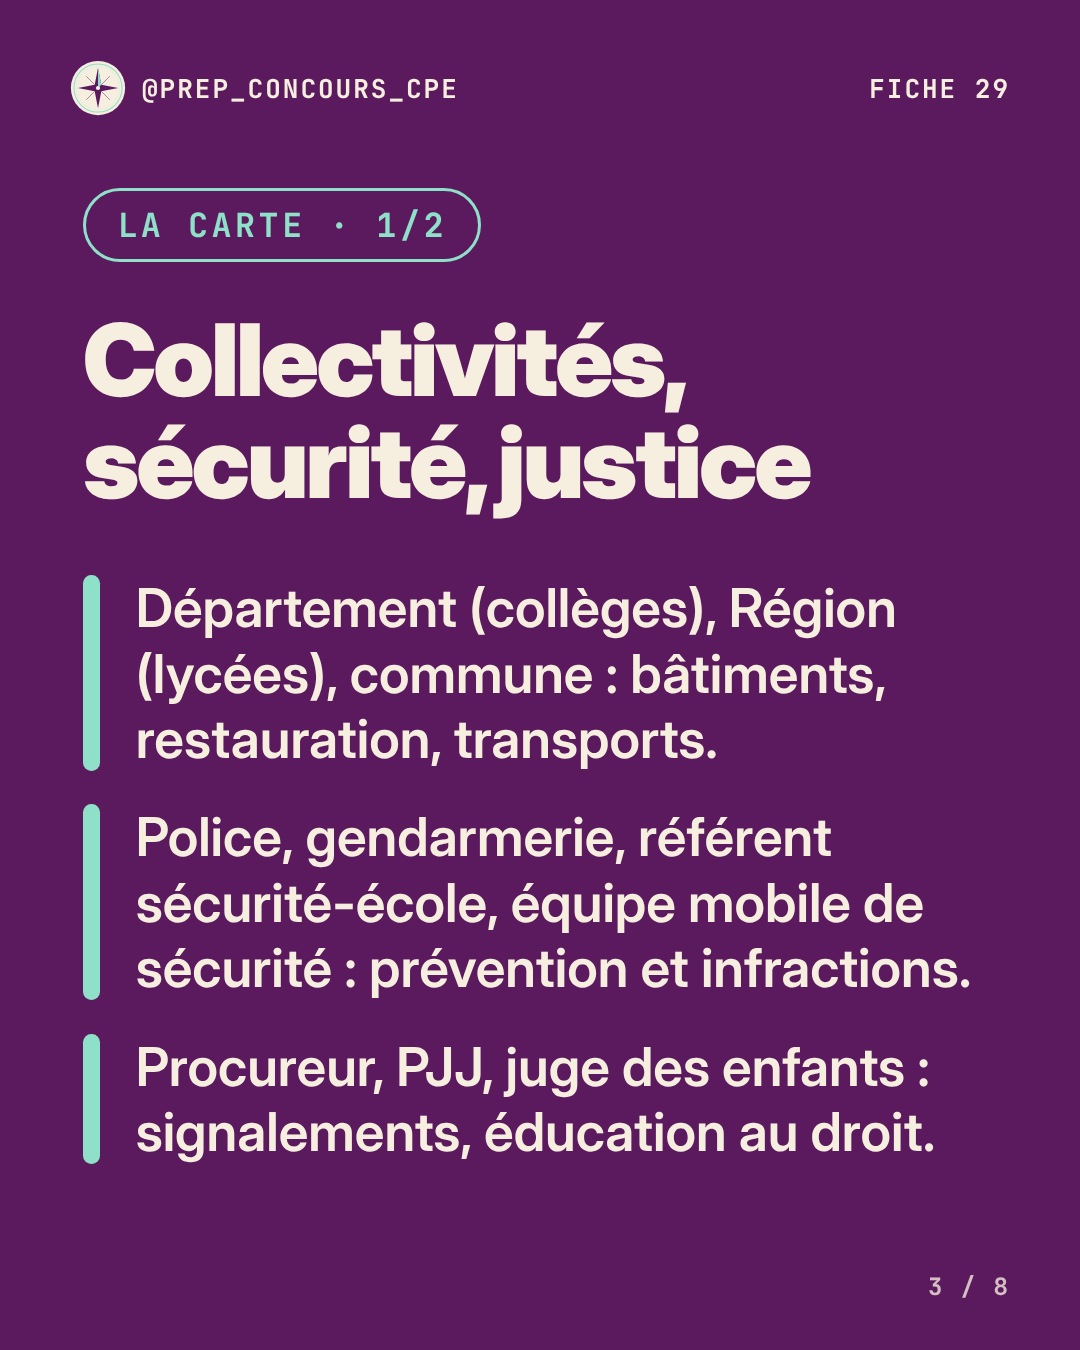 @PREP_CONCOURS_CPE
FICHE 29
LA CARTE · 1/2
Collectivités,
sécurité, justice
Département (collèges), Région
(lycées), commune : bâtiments,
restauration, transports.
Police, gendarmerie, référent
sécurité-école, équipe mobile de
sécurité : prévention et infractions.
Procureur, PJJ, juge des enfants :
signalements, éducation au droit.
3 / 8